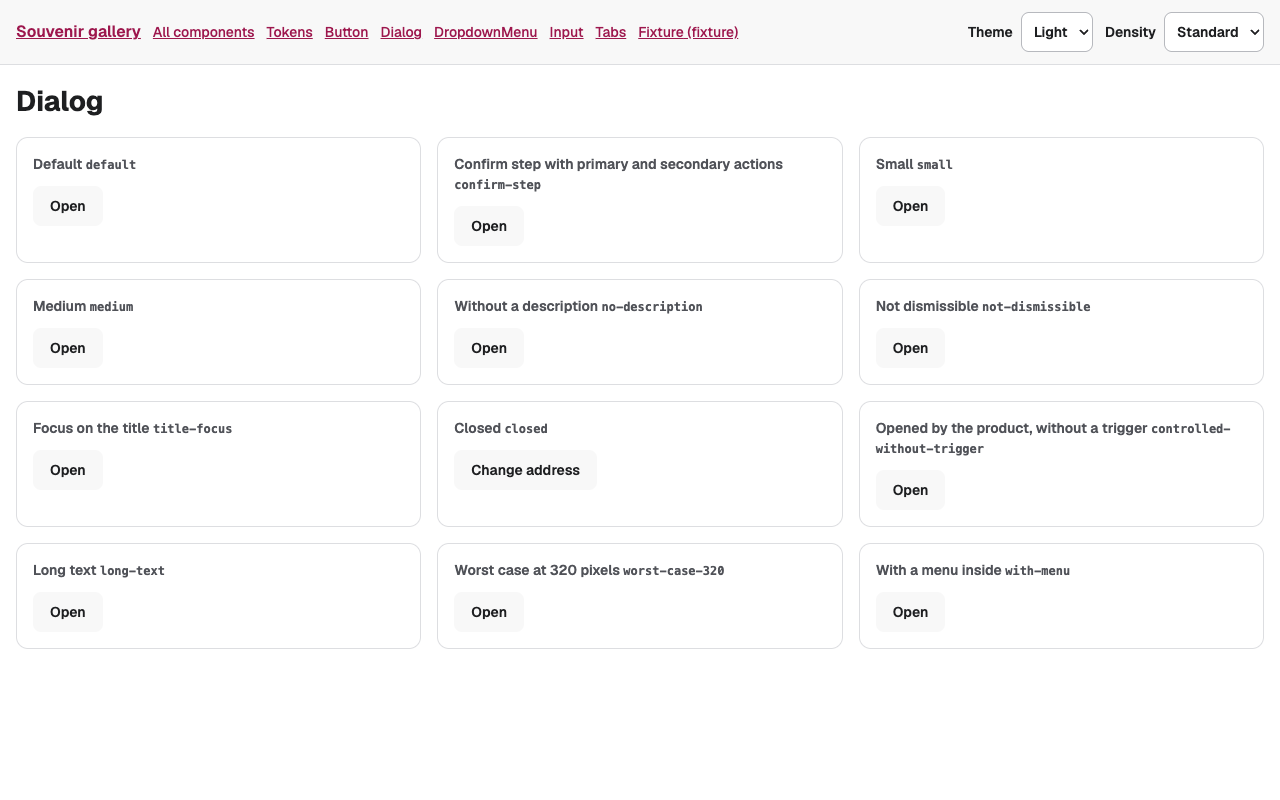 Souvenir gallery All components Tokens Button Dialog DropdownMenu Input Tabs Fixture (fixture) Theme Light Density Standard
Dialog
Default default
Open
Confirm step with primary and secondary actions
confirm-step
Open
Small small
Open
Medium medium
Open
Without a description no-description
Open
Not dismissible not-dismissible
Open
Focus on the title title-focus
Open
Closed closed
Change address
Opened by the product, without a trigger controlled-
without-trigger
Open
Long text long-text
Open
Worst case at 320 pixels worst-case-320
Open
With a menu inside with-menu
Open